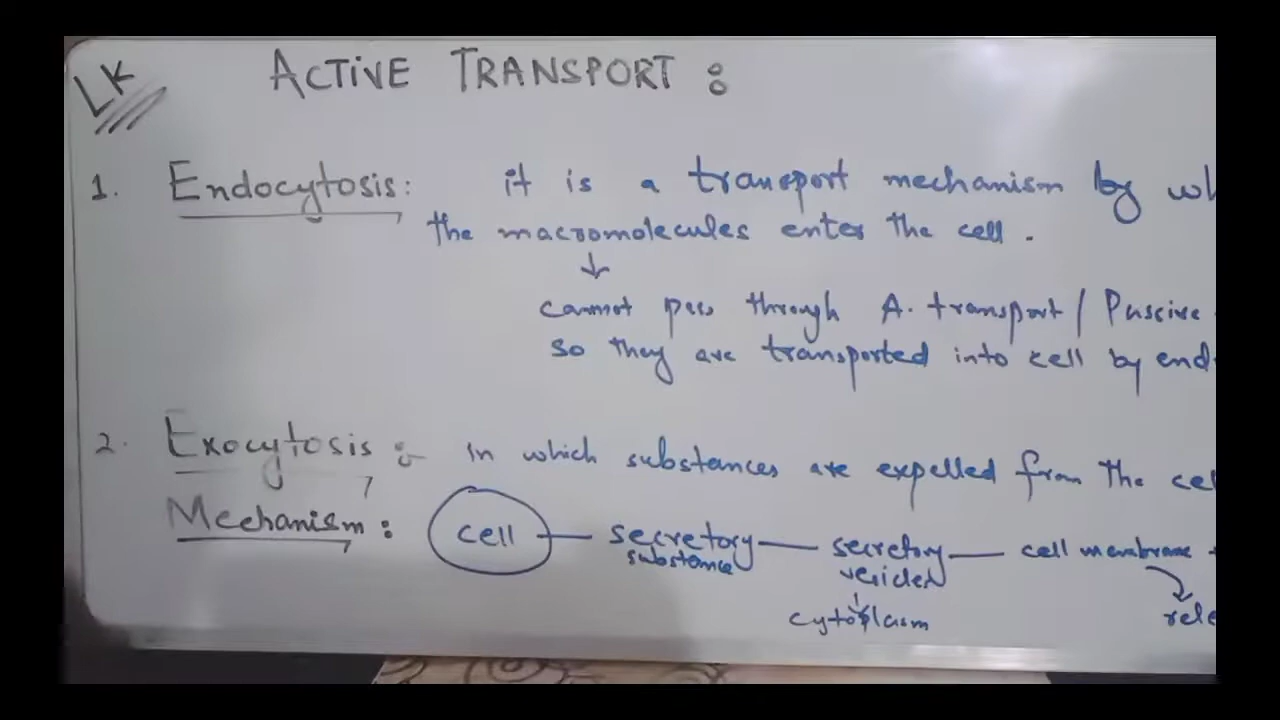 LK
ACTIVE TRANSPORT :
1. Endocytosis: it is a transport mechanism by
the macromolecules enter the cell .
↓
cannot pass through A. transport / Passive
so they are transported into cell by
2. Exocytosis :- in which substances are expelled from the
Mechanism : cell — secretory — secretory — cell membrane
substance vesicles
cytoplasm